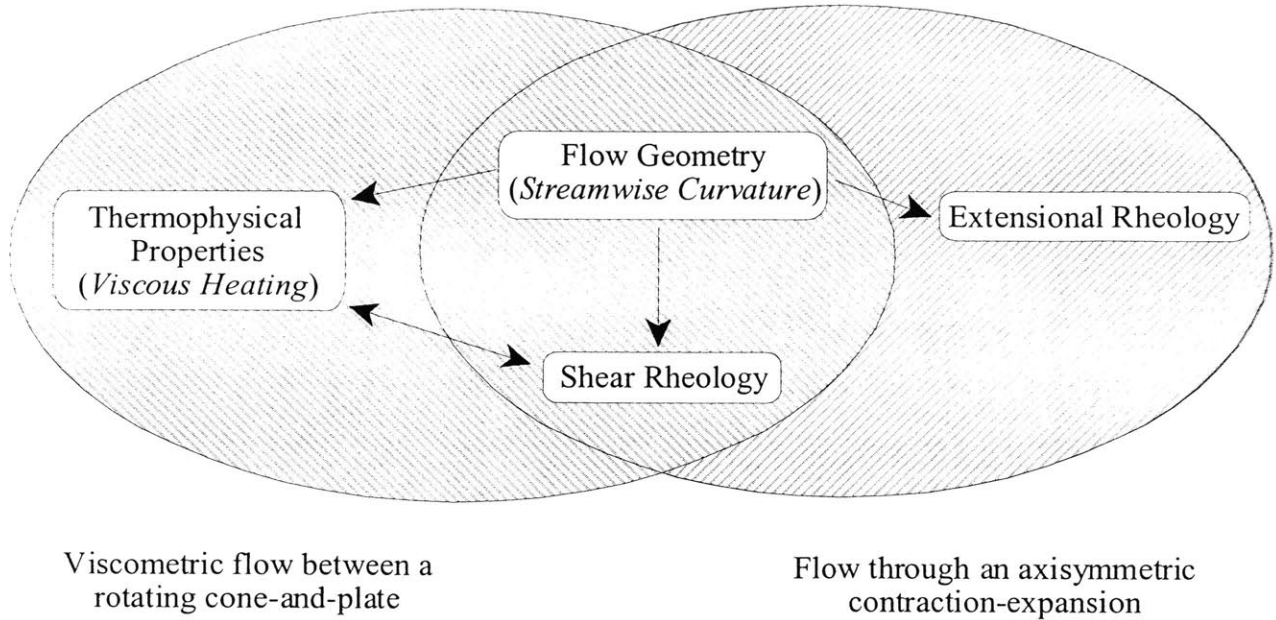 Flow Geometry
(Streamwise Curvature)
Thermophysical
Properties
(Viscous Heating)
Extensional Rheology
Shear Rheology
Viscometric flow between a
rotating cone-and-plate
Flow through an axisymmetric
contraction-expansion